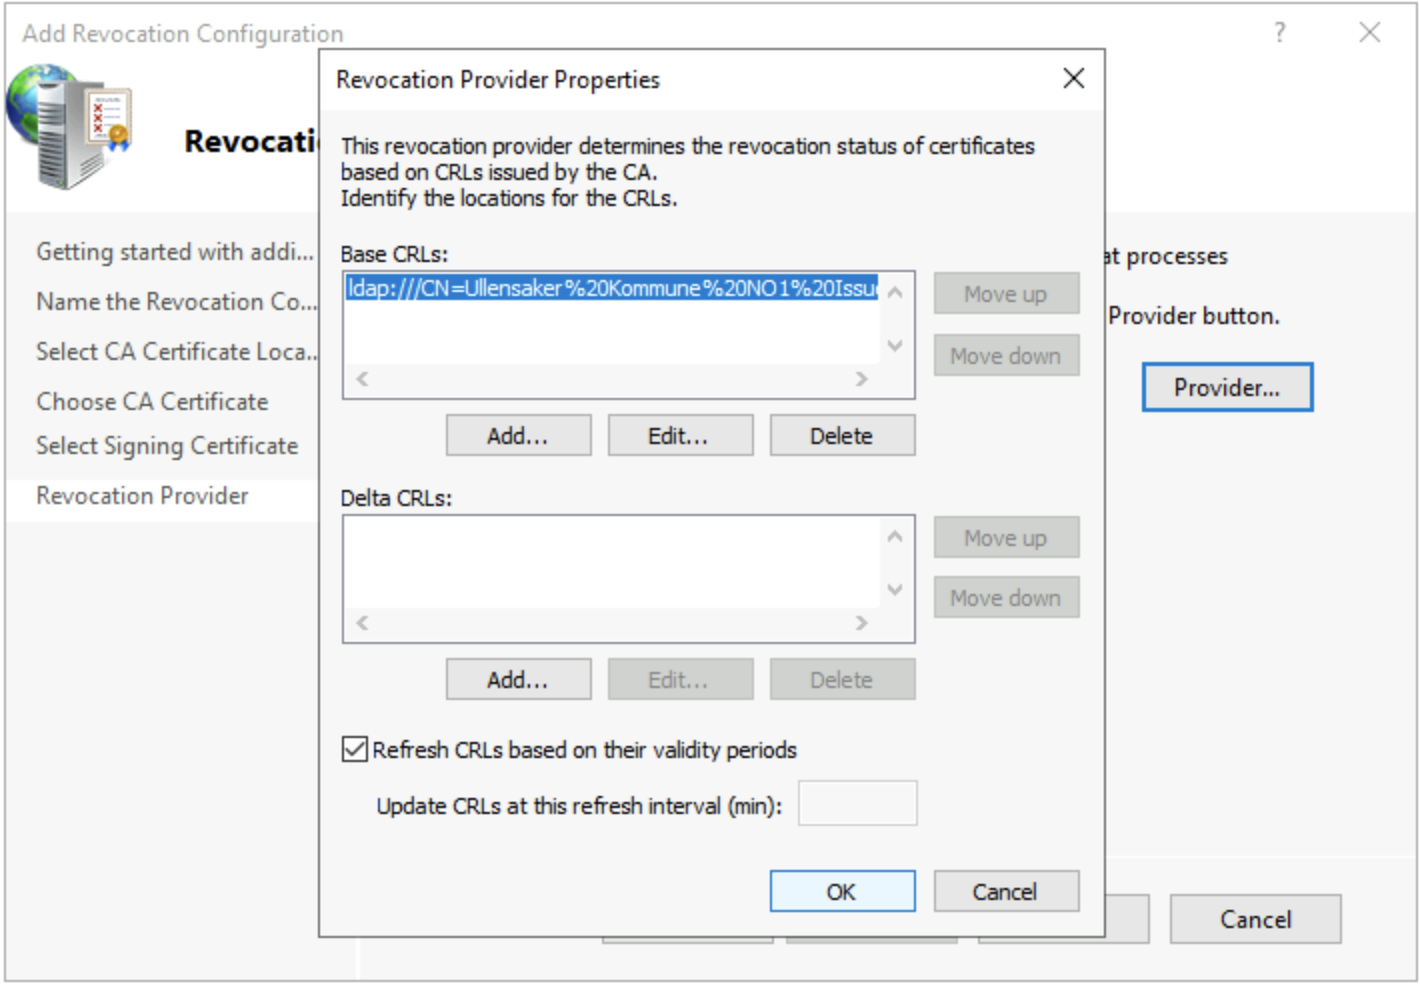 Add Revocation Configuration
?
Revocation Provider Properties
Revocati
This revocation provider determines the revocation status of certificates
based on CRLs issued by the CA.
Identify the locations for the CRLs.
Getting started with addi...
Name the Revocation Co...
Select CA Certificate Loca...
Choose CA Certificate
Select Signing Certificate
Revocation Provider
Base CRLs:
ldap:///CN=Ullensaker%20Kommune%20NO1%20Issu
Move up
Move down
Add...
Edit...
Delete
Delta CRLs:
Move up
Move down
Add...
Edit...
Delete
Refresh CRLs based on their validity periods
Update CRLs at this refresh interval (min):
OK
Cancel
at processes
Provider button.
Provider...
Cancel